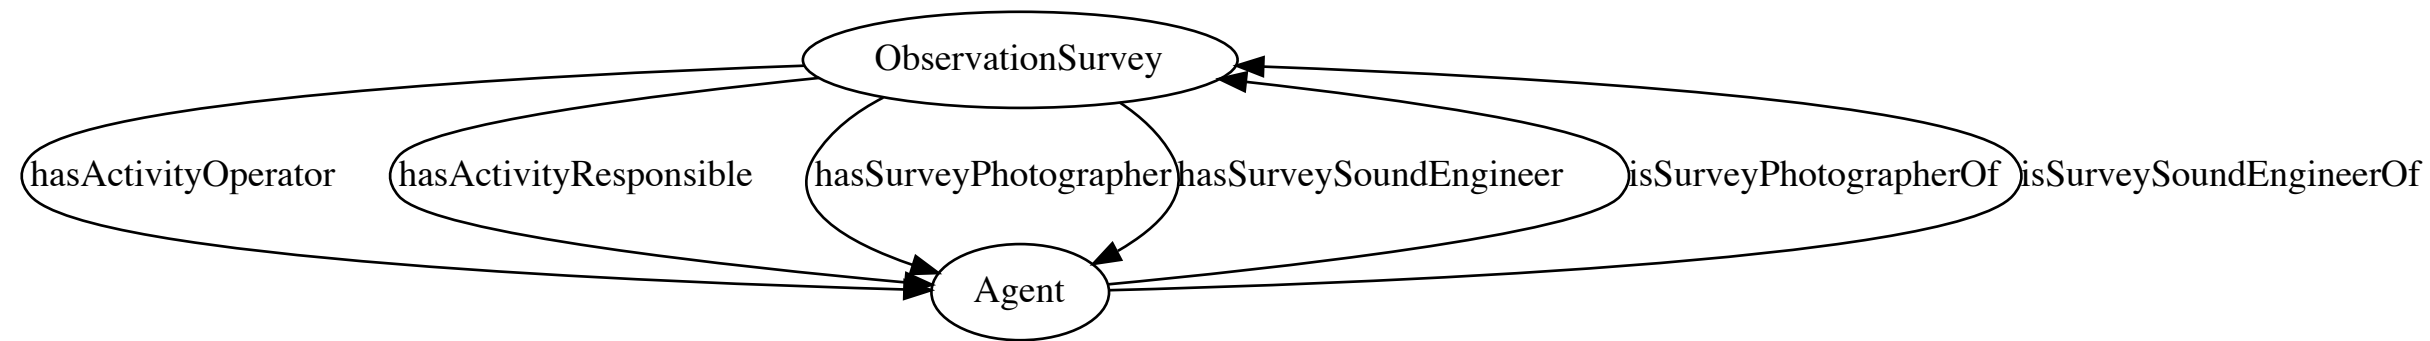 ObservationSurvey
hasActivityOperator
hasActivityResponsible
hasSurveyPhotographer
hasSurveySoundEngineer
isSurveyPhotographerOf
isSurveySoundEngineerOf
Agent